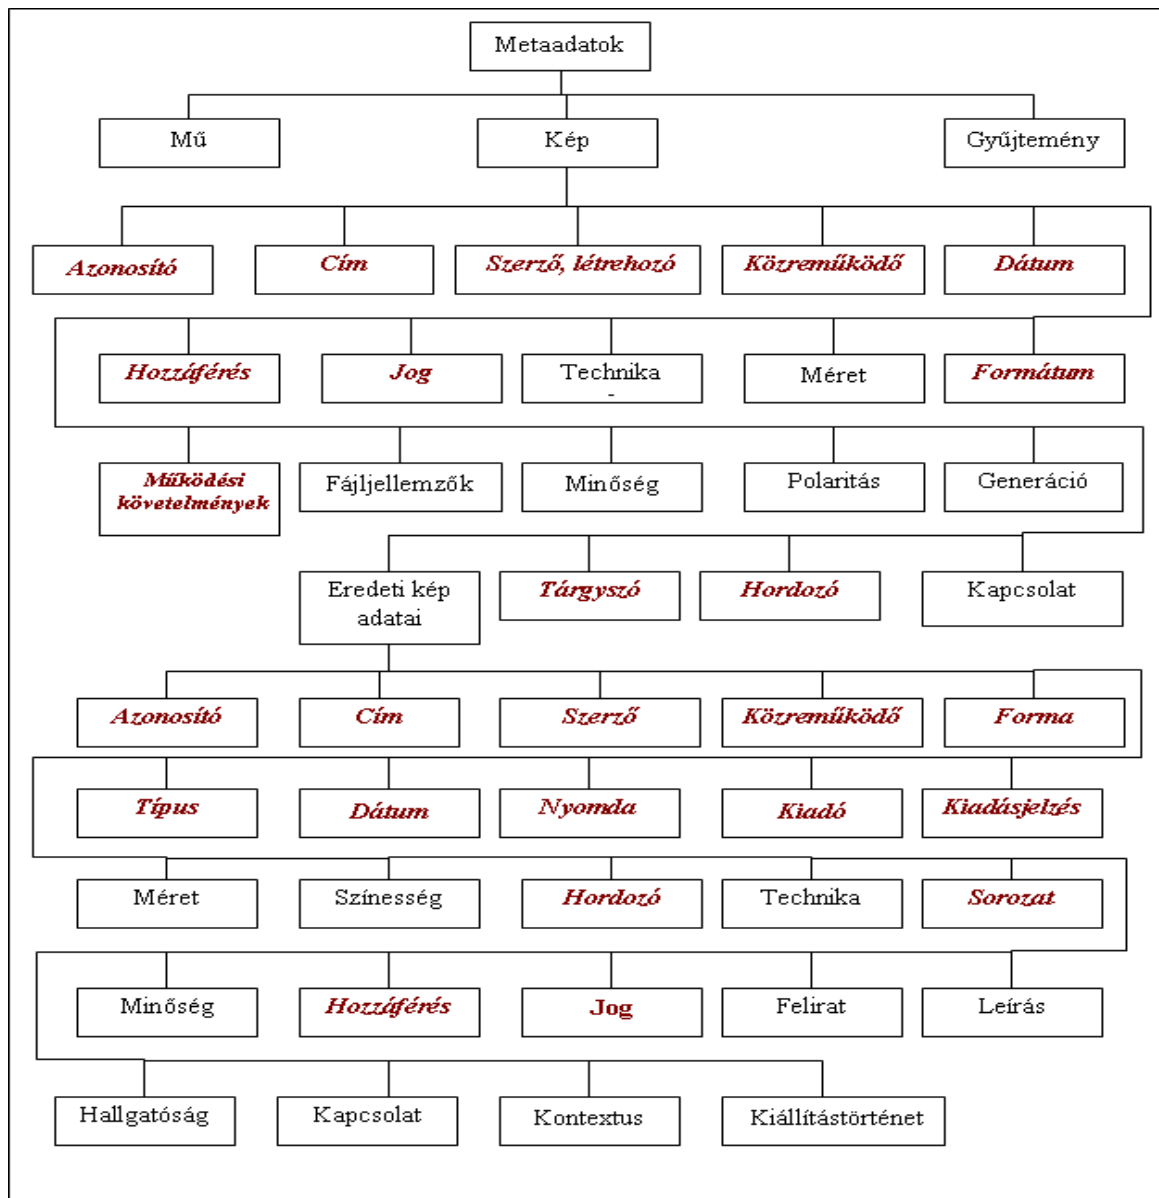 Metaadatok
Mű
Kép
Gyűjtemény
Azonosító
Cím
Szerző, létrehozó
Közreműködő
Dátum
Hozzáférés
Jog
Technika
-
Méret
Formátum
Működési
követelmények
Fájljellemzők
Minőség
Polaritás
Generáció
Eredeti kép
adatai
Tárgyszó
Hordozó
Kapcsolat
Azonosító
Cím
Szerző
Közreműködő
Forma
Típus
Dátum
Nyomda
Kiadó
Kiadásjelzés
Méret
Színesség
Hordozó
Technika
Sorozat
Minőség
Hozzáférés
Jog
Felirat
Leírás
Hallgatóság
Kapcsolat
Kontextus
Kiállítástörténet